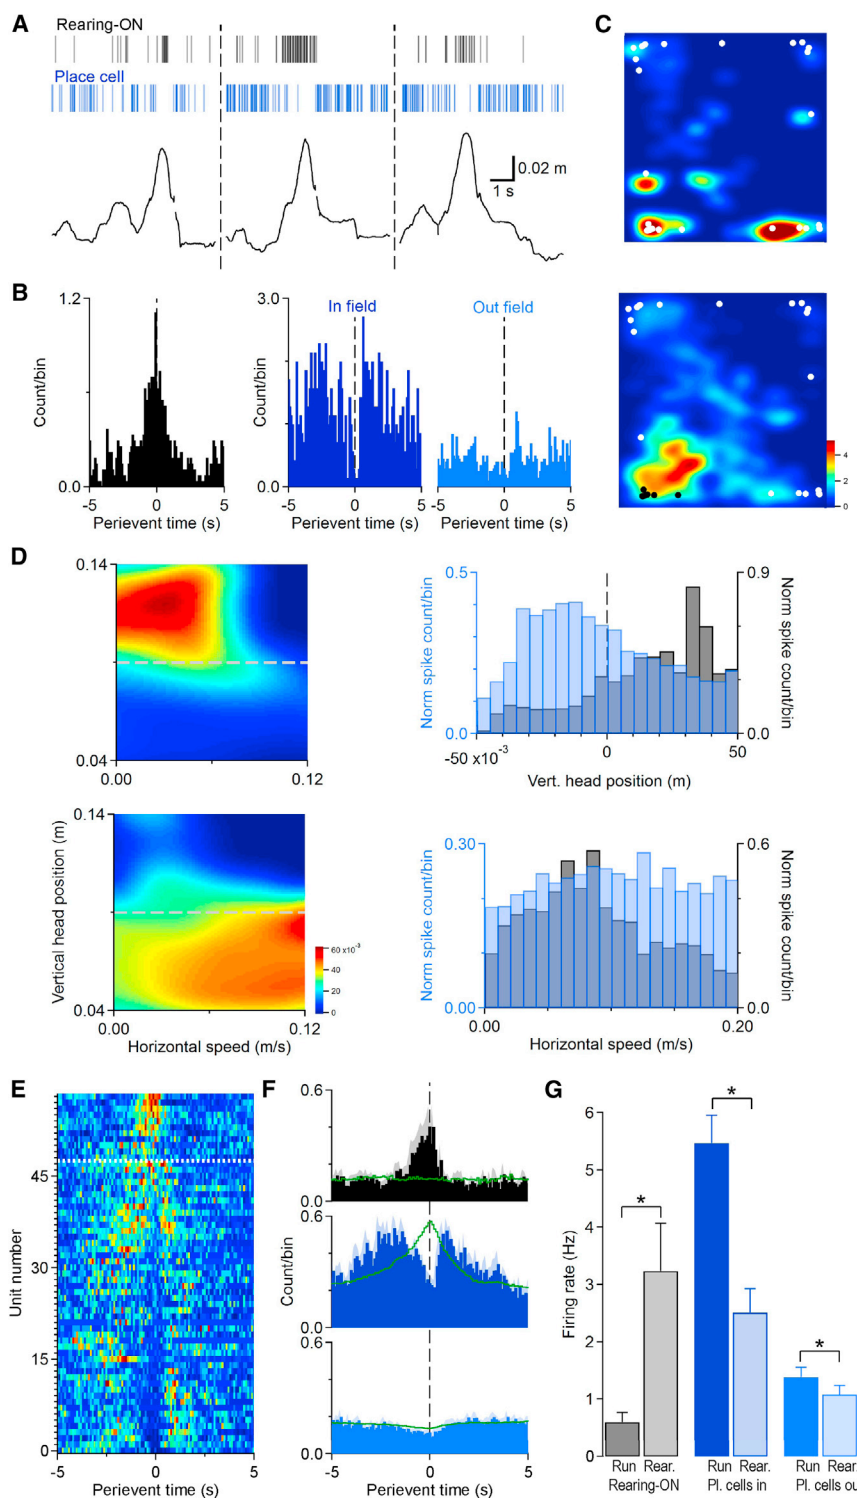 A
Rearing-ON
Place cell
0.02 m
1 s
C
B
1.2
Count/bin
0.0
-5 0 5
Perievent time (s)
3.0
In field
Out field
Count/bin
0.0
-5 0 5
Perievent time (s)
-5 0 5
Perievent time (s)
4
2
0
D
0.14
0.04
0.00 0.12
0.5
Norm spike count/bin
0.0
0.9
Norm spike count/bin
0.0
-50 x10-3 0 50
Vert. head position (m)
0.14
Vertical head position (m)
0.04
0.00 0.12
Horizontal speed (m/s)
60 x10-3
40
20
0
0.30
Norm spike count/bin
0.00
0.6
Norm spike count/bin
0.0
0.00 0.20
Horizontal speed (m/s)
E
Unit number
45
30
15
0
-5 0 5
Perievent time (s)
F
0.6
0.0
0.6
Count/bin
0.0
0.6
0.0
-5 0 5
Perievent time (s)
G
Firing rate (Hz)
6
5
4
3
2
1
0
* * *
Run Rear. Run Rear. Run Rear.
Rearing-ON Pl. cells in Pl. cells ou